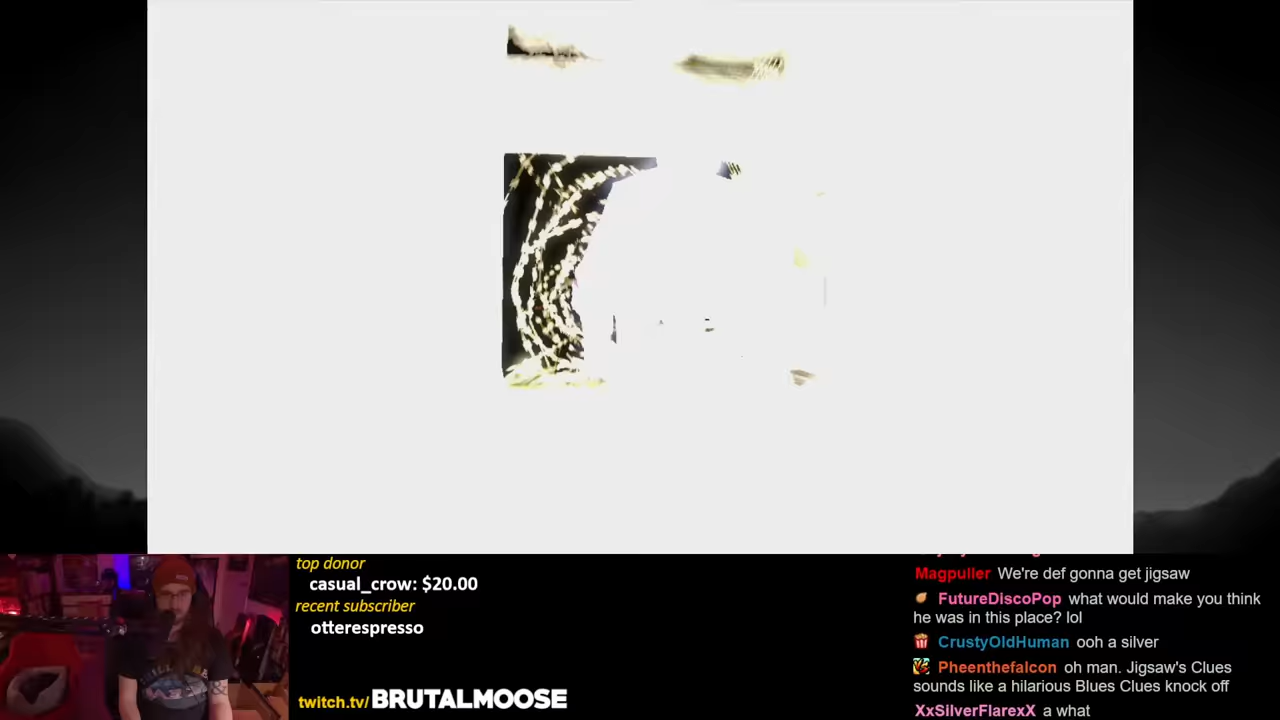 top donor
casual_crow: $20.00
recent subscriber
otterespresso
twitch.tv/BRUTALMOOSE
Magpuller We're def gonna get jigsaw
FutureDiscoPop what would make you think
he was in this place? lol
CrustyOldHuman ooh a silver
Pheenthefalcon oh man. Jigsaw's Clues
sounds like a hilarious Blues Clues knock off
XxSilverFlarexX a what